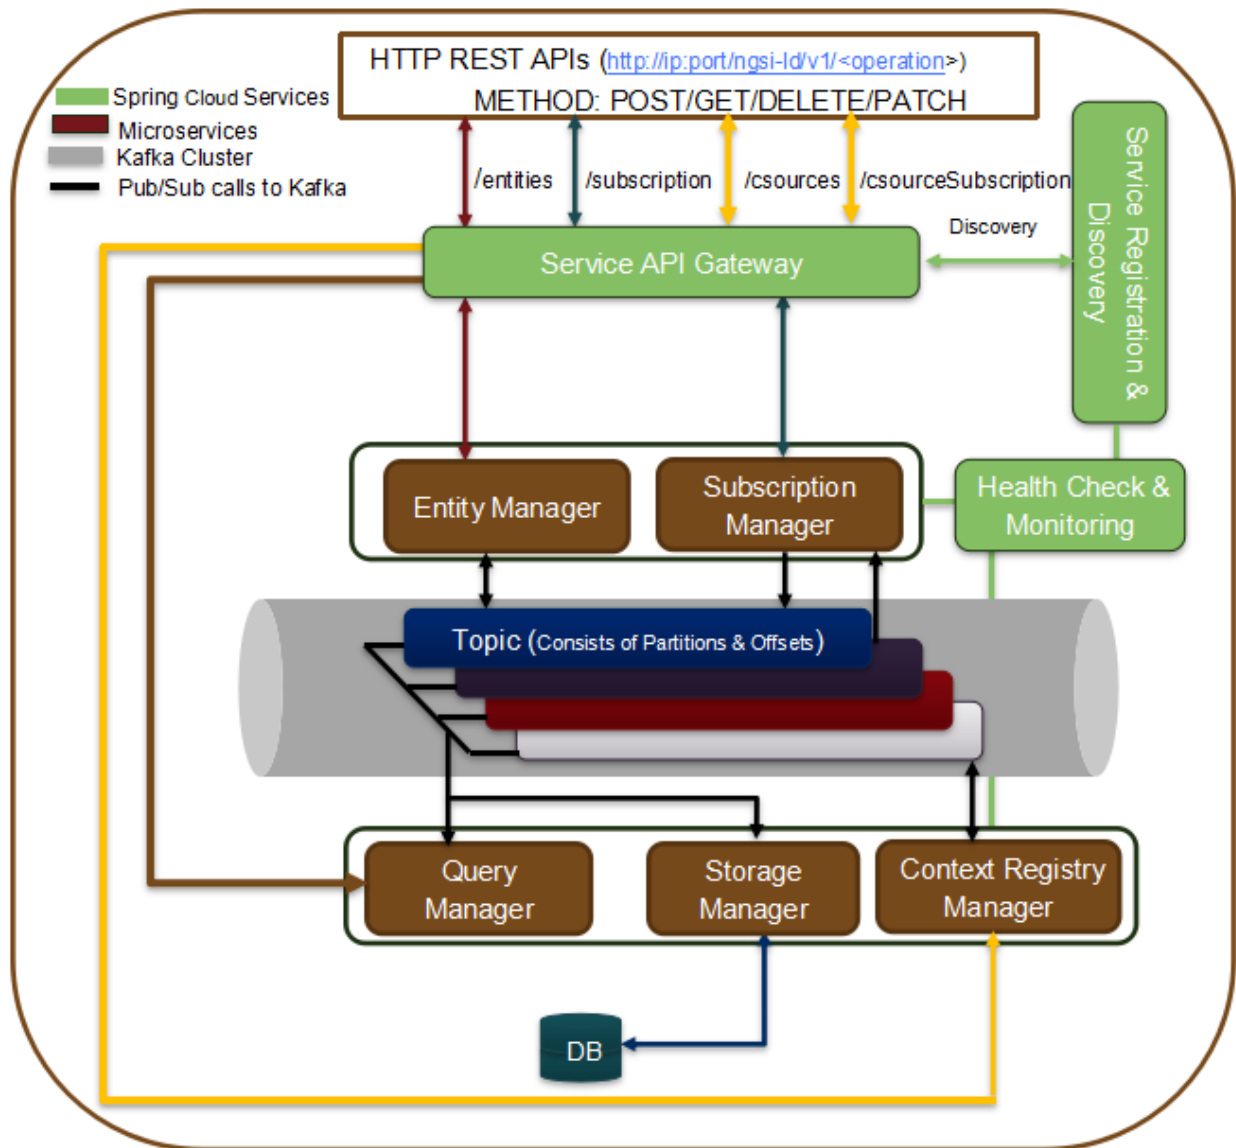 HTTP REST APIs (http://ip:port/ngsi-ld/v1/<operation>)
METHOD: POST/GET/DELETE/PATCH
Spring Cloud Services
Microservices
Kafka Cluster
Pub/Sub calls to Kafka
/entities
/subscription
/csources
/csourceSubscription
Discovery
Service API Gateway
Service Registration &
Discovery
Entity Manager
Subscription
Manager
Health Check &
Monitoring
Topic (Consists of Partitions & Offsets)
Query
Manager
Storage
Manager
Context Registry
Manager
DB